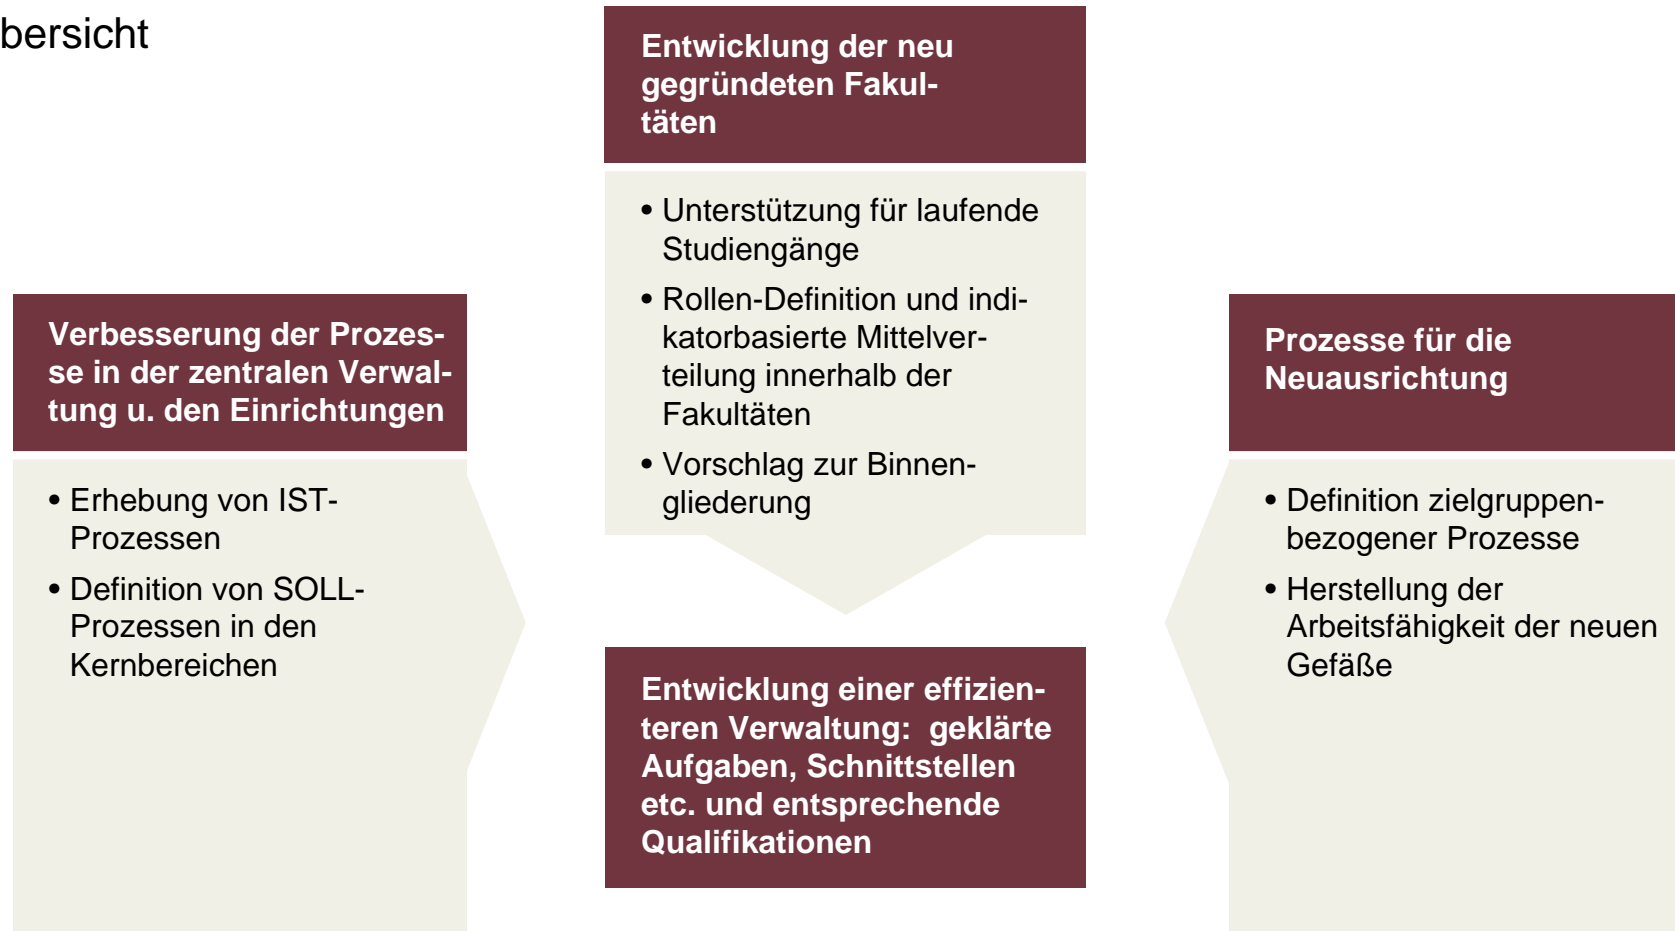 bersicht
Entwicklung der neu
gegründeten Fakul-
täten
• Unterstützung für laufende
Studiengänge
• Rollen-Definition und indi-
katorbasierte Mittelver-
teilung innerhalb der
Fakultäten
• Vorschlag zur Binnen-
gliederung
Verbesserung der Prozes-
se in der zentralen Verwal-
tung u. den Einrichtungen
• Erhebung von IST-
Prozessen
• Definition von SOLL-
Prozessen in den
Kernbereichen
Prozesse für die
Neuausrichtung
• Definition zielgruppen-
bezogener Prozesse
• Herstellung der
Arbeitsfähigkeit der neuen
Gefäße
Entwicklung einer effizien-
teren Verwaltung:  geklärte
Aufgaben, Schnittstellen
etc. und entsprechende
Qualifikationen